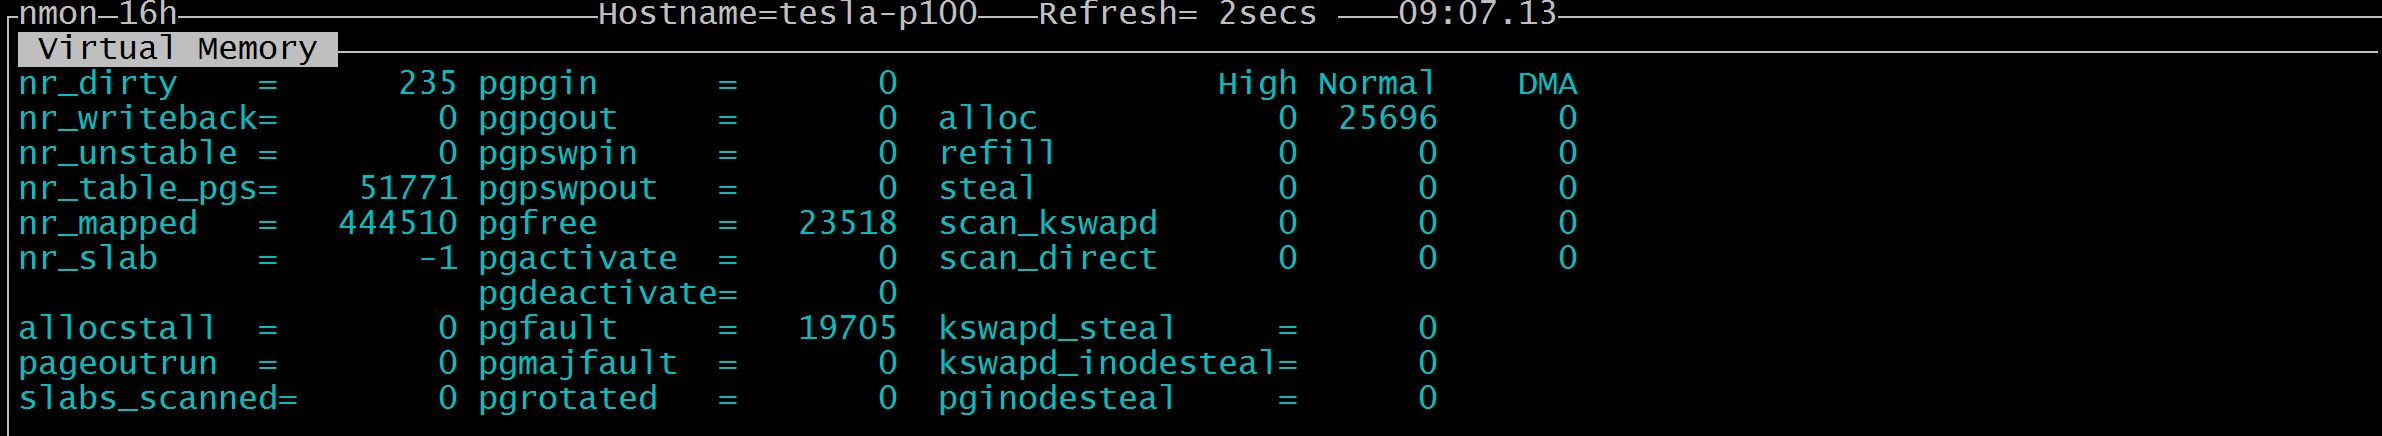 nmon-16h Hostname=tesla-p100 Refresh= 2secs 09:07.13
Virtual Memory
nr_dirty = 235 pgpgin = 0 High Normal DMA
nr_writeback= 0 pgpgout = 0 alloc 0 25696 0
nr_unstable = 0 pgpswpin = 0 refill 0 0 0
nr_table_pgs= 51771 pgpswpout = 0 steal 0 0 0
nr_mapped = 444510 pgfree = 23518 scan_kswapd 0 0 0
nr_slab = -1 pgactivate = 0 scan_direct 0 0 0
pgdeactivate= 0
allocstall = 0 pgfault = 19705 kswapd_steal = 0
pageoutrun = 0 pgmajfault = 0 kswapd_inodesteal= 0
slabs_scanned= 0 pgrotated = 0 pginodesteal = 0